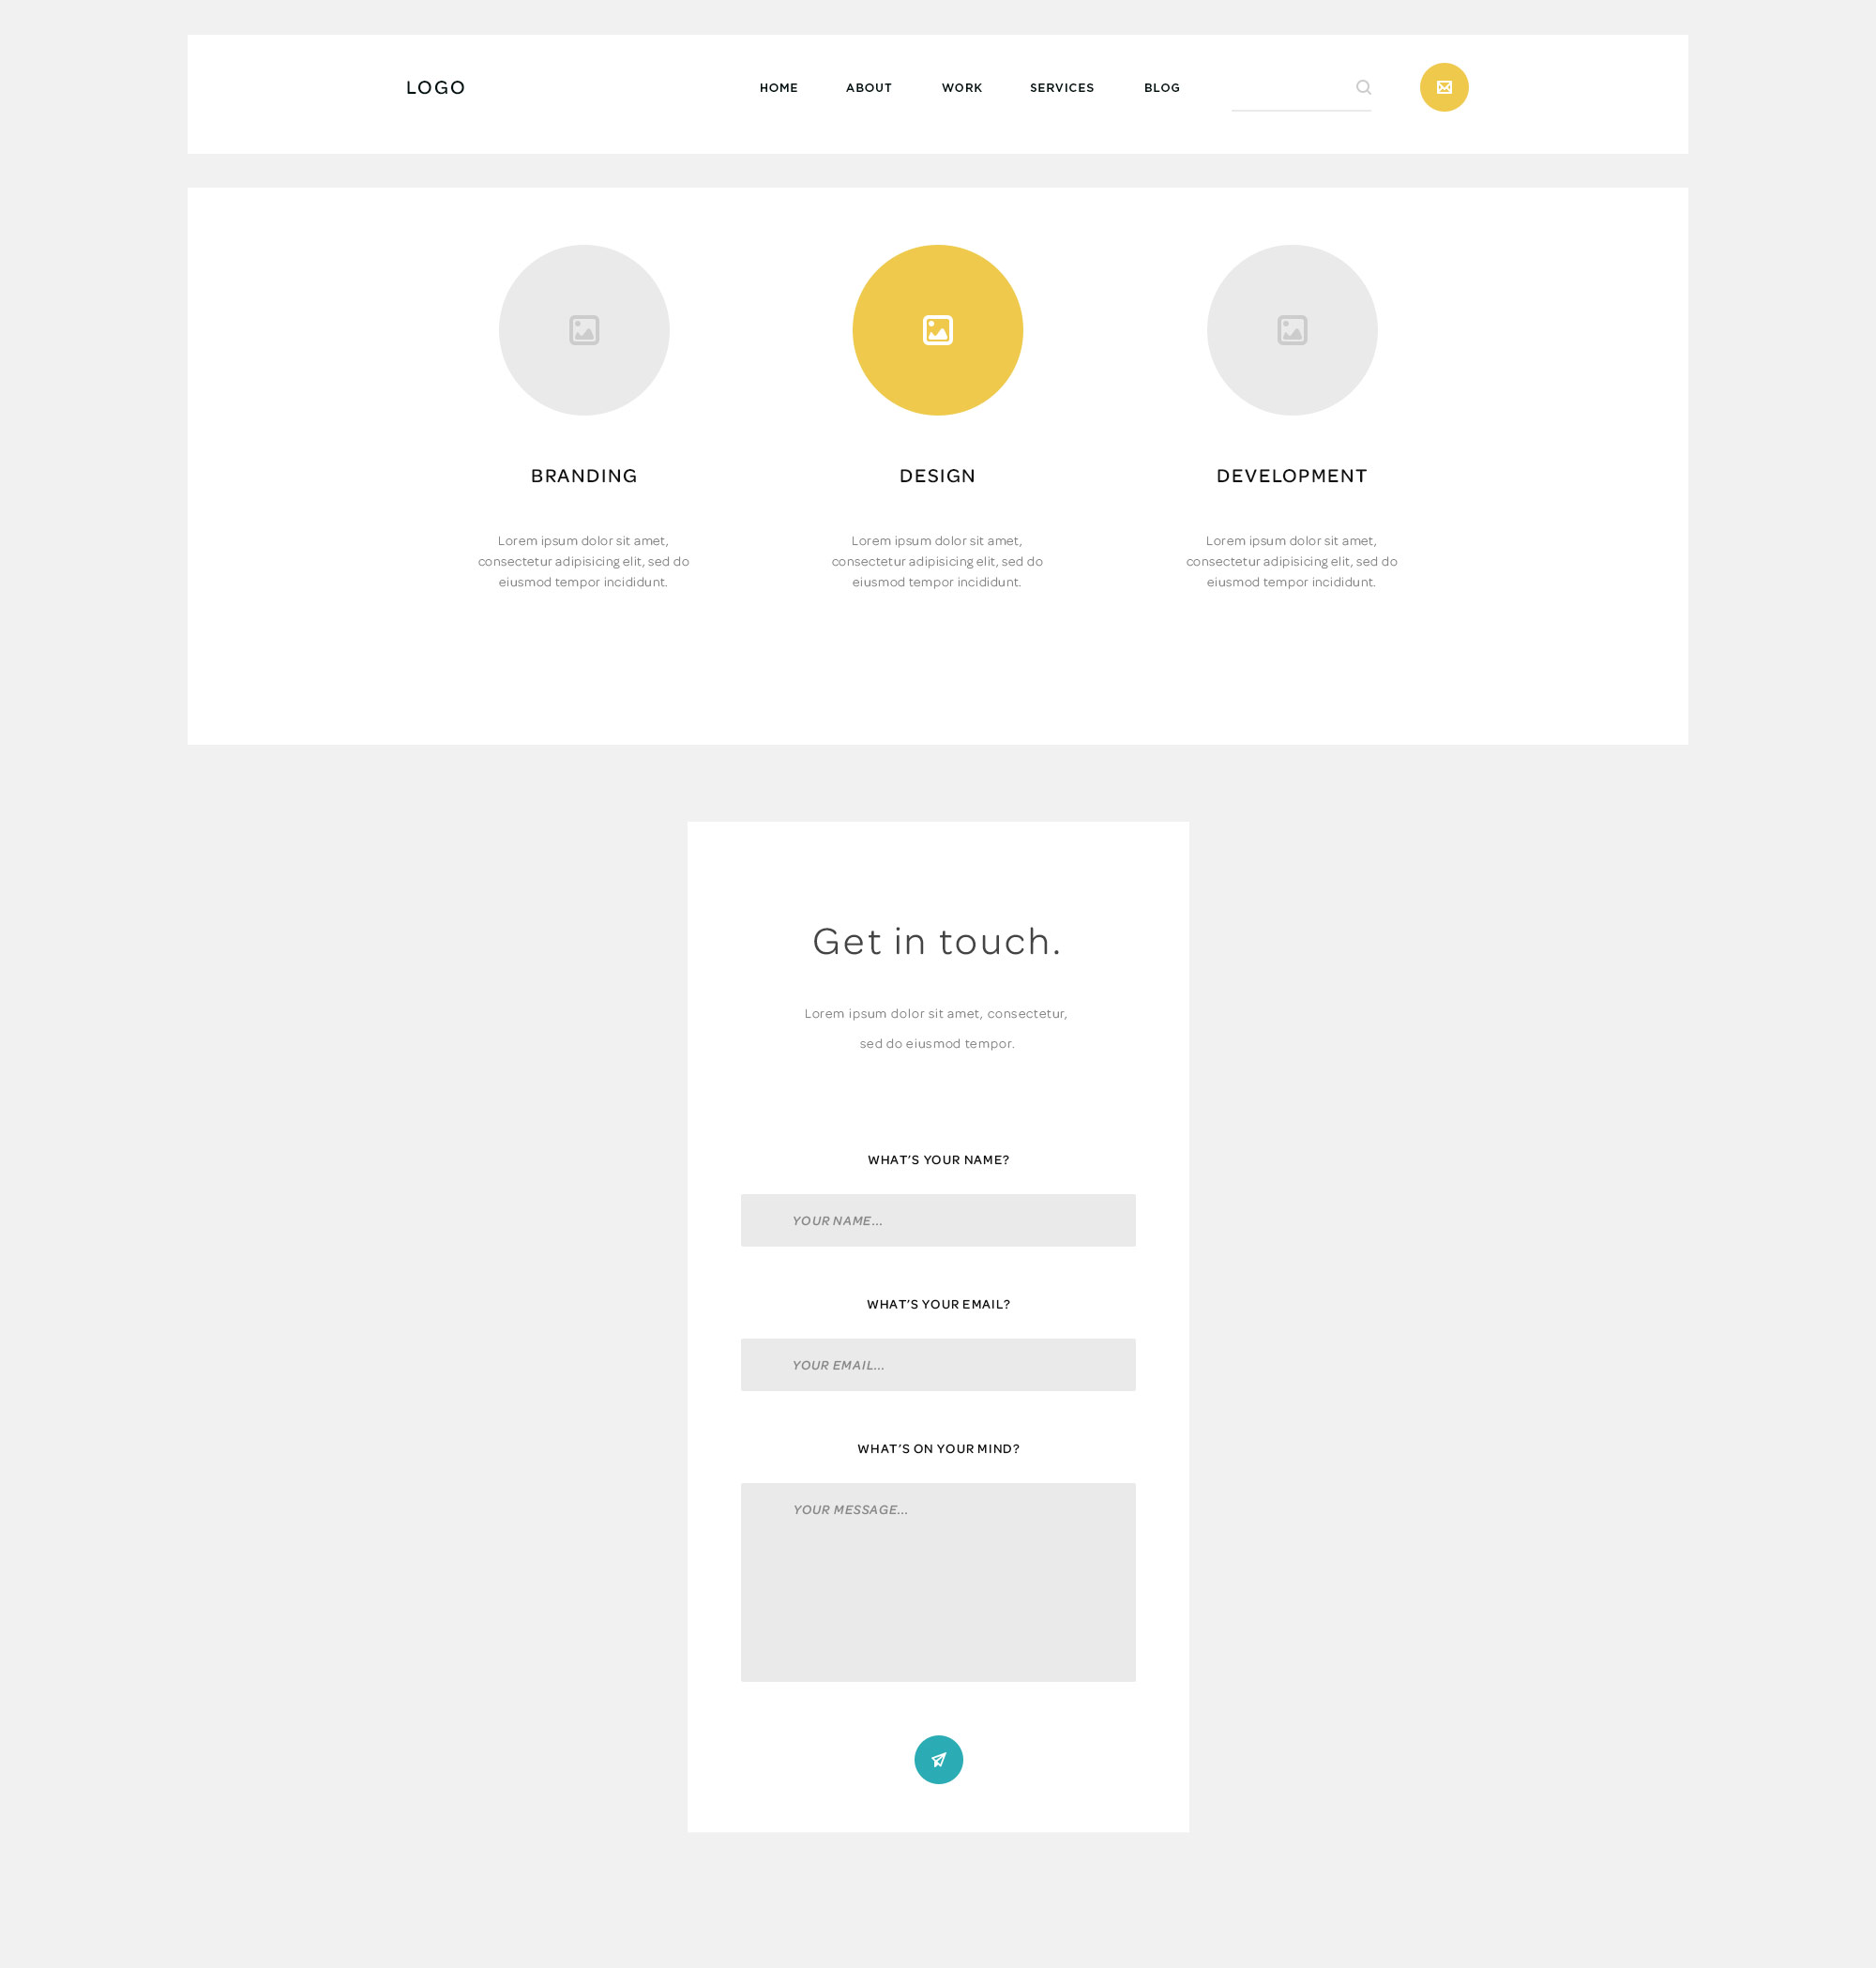 LOGO
HOME ABOUT WORK SERVICES BLOG
BRANDING
Lorem ipsum dolor sit amet,
consectetur adipisicing elit, sed do
eiusmod tempor incididunt.
DESIGN
Lorem ipsum dolor sit amet,
consectetur adipisicing elit, sed do
eiusmod tempor incididunt.
DEVELOPMENT
Lorem ipsum dolor sit amet,
consectetur adipisicing elit, sed do
eiusmod tempor incididunt.
Get in touch.
Lorem ipsum dolor sit amet, consectetur,
sed do eiusmod tempor.
WHAT'S YOUR NAME?
YOUR NAME...
WHAT'S YOUR EMAIL?
YOUR EMAIL...
WHAT'S ON YOUR MIND?
YOUR MESSAGE...